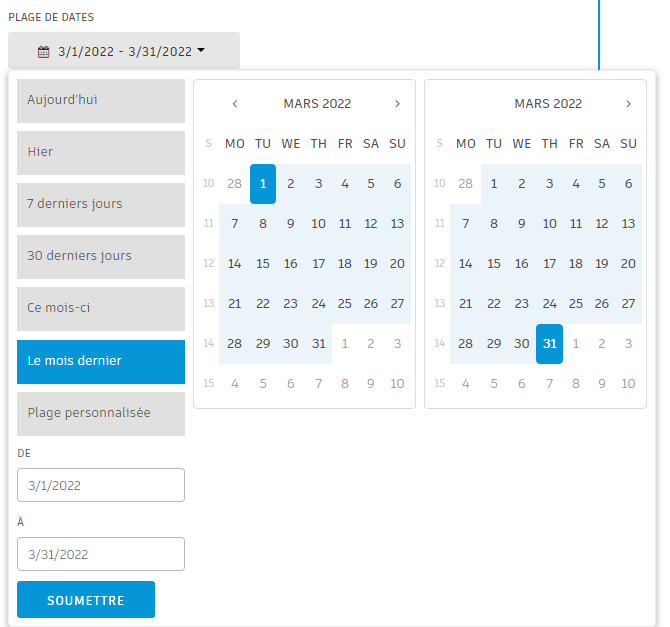 PLAGE DE DATES
3/1/2022 - 3/31/2022
Aujourd'hui
Hier
7 derniers jours
30 derniers jours
Ce mois-ci
Le mois dernier
Plage personnalisée
DE
3/1/2022
À
3/31/2022
SOUMETTRE
MARS 2022
S MO TU WE TH FR SA SU
10 28 1 2 3 4 5 6
11 7 8 9 10 11 12 13
12 14 15 16 17 18 19 20
13 21 22 23 24 25 26 27
14 28 29 30 31 1 2 3
15 4 5 6 7 8 9 10
MARS 2022
S MO TU WE TH FR SA SU
10 28 1 2 3 4 5 6
11 7 8 9 10 11 12 13
12 14 15 16 17 18 19 20
13 21 22 23 24 25 26 27
14 28 29 30 31 1 2 3
15 4 5 6 7 8 9 10